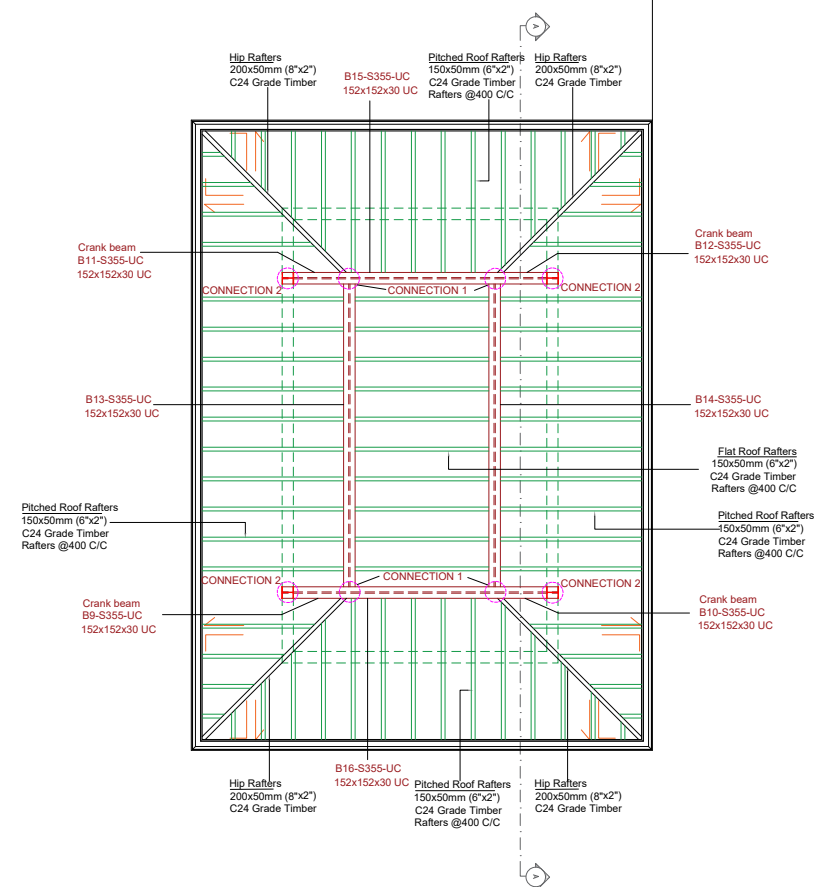 A
Hip Rafters
200x50mm (8"x2")
C24 Grade Timber
B15-S355-UC
152x152x30 UC
Pitched Roof Rafters
150x50mm (6"x2")
C24 Grade Timber
Rafters @400 C/C
Hip Rafters
200x50mm (8"x2")
C24 Grade Timber
Crank beam
B11-S355-UC
152x152x30 UC
Crank beam
B12-S355-UC
152x152x30 UC
CONNECTION 2
CONNECTION 1
CONNECTION 2
B13-S355-UC
152x152x30 UC
B14-S355-UC
152x152x30 UC
Flat Roof Rafters
150x50mm (6"x2")
C24 Grade Timber
Rafters @400 C/C
Pitched Roof Rafters
150x50mm (6"x2")
C24 Grade Timber
Rafters @400 C/C
Pitched Roof Rafters
150x50mm (6"x2")
C24 Grade Timber
Rafters @400 C/C
CONNECTION 2
CONNECTION 1
CONNECTION 2
Crank beam
B9-S355-UC
152x152x30 UC
Crank beam
B10-S355-UC
152x152x30 UC
B16-S355-UC
152x152x30 UC
Hip Rafters
200x50mm (8"x2")
C24 Grade Timber
Pitched Roof Rafters
150x50mm (6"x2")
C24 Grade Timber
Rafters @400 C/C
Hip Rafters
200x50mm (8"x2")
C24 Grade Timber
A